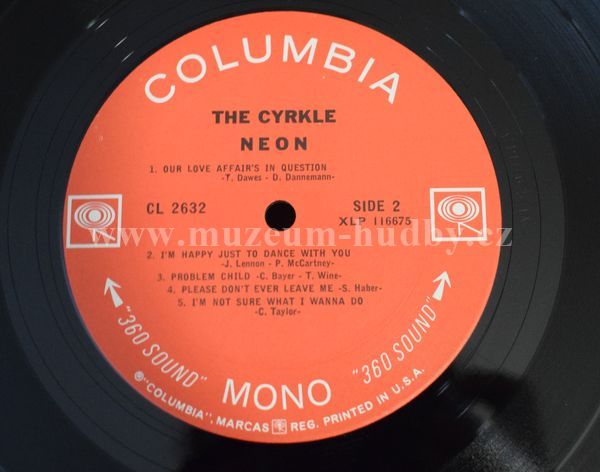 COLUMBIA
THE CYRKLE
NEON
1. OUR LOVE AFFAIR'S IN QUESTION
-T. Dawes - D. Dannemann-
CL 2632
SIDE 2
XLP 116675
www.muzeum-hudby.cz
2. I'M HAPPY JUST TO DANCE WITH YOU
-J. Lennon - P. McCartney-
3. PROBLEM CHILD -C. Bayer - T. Wine-
4. PLEASE DON'T EVER LEAVE ME -S. Haber-
5. I'M NOT SURE WHAT I WANNA DO
-C. Taylor-
"360 SOUND" MONO "360 SOUND"
℗"COLUMBIA", MARCAS REG. PRINTED IN U.S.A.